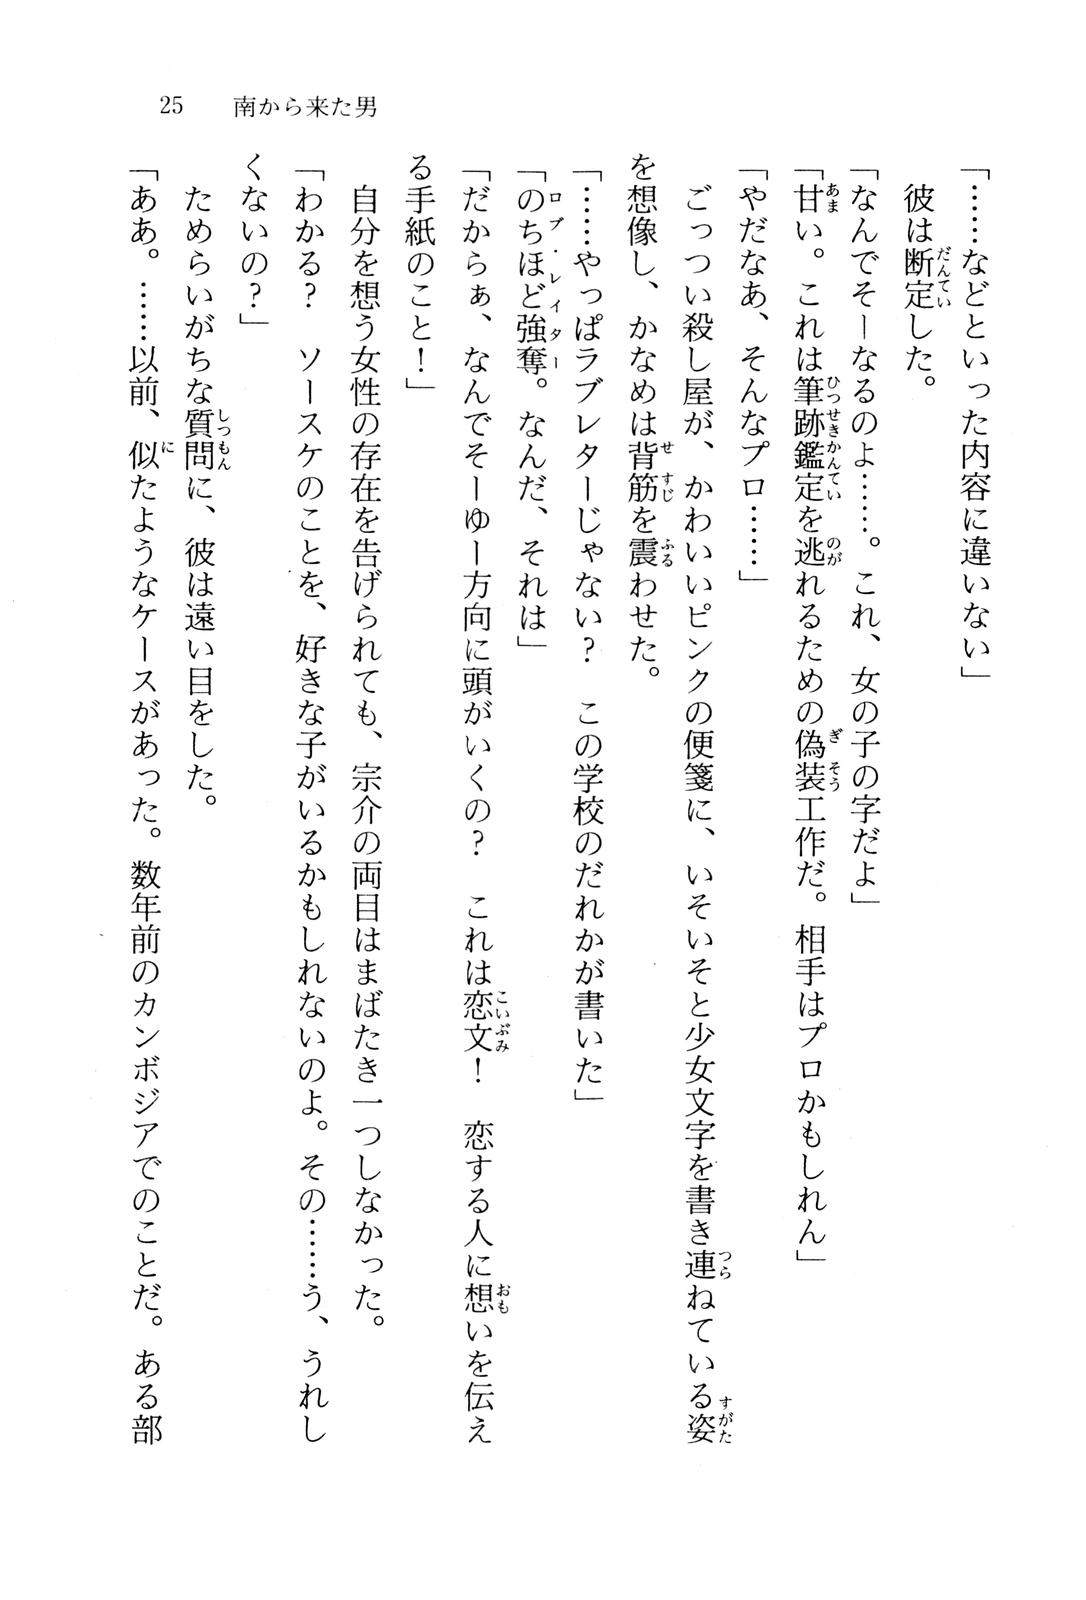 25　南から来た男
「……などといった内容に違いない」
　彼は断定した。
「なんでそーなるのよ……。これ、女の子の字だよ」
「甘い。これは筆跡鑑定を逃れるための偽装工作だ。相手はプロかもしれん」
「やだなあ、そんなプロ……」
　ごっつい殺し屋が、かわいいピンクの便箋に、いそいそと少女文字を書き連ねている姿
を想像し、かなめは背筋を震わせた。
「……やっぱラブレターじゃない？　この学校のだれかが書いた」
「のちほど強奪。なんだ、それは」
「だからぁ、なんでそーゆー方向に頭がいくの？　これは恋文！　恋する人に想いを伝え
る手紙のこと！」
　自分を想う女性の存在を告げられても、宗介の両目はまばたき一つしなかった。
「わかる？　ソースケのことを、好きな子がいるかもしれないのよ。その……う、うれし
くないの？」
　ためらいがちな質問に、彼は遠い目をした。
「ああ。……以前、似たようなケースがあった。数年前のカンボジアでのことだ。ある部